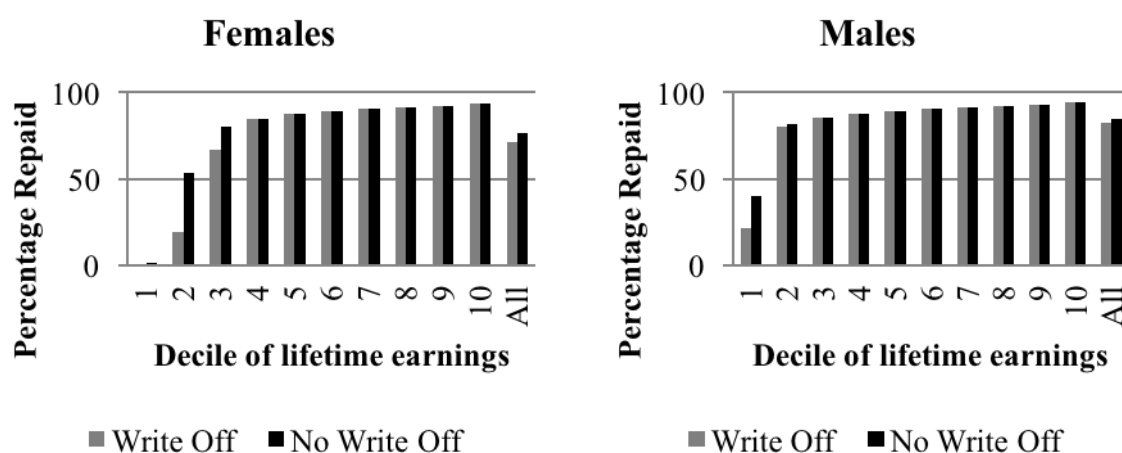 Females
Percentage Repaid
100
50
0
1 2 3 4 5 6 7 8 9 10 All
Decile of lifetime earnings
Write Off No Write Off
Males
Percentage Repaid
100
50
0
1 2 3 4 5 6 7 8 9 10 All
Decile of lifetime earnings
Write Off No Write Off